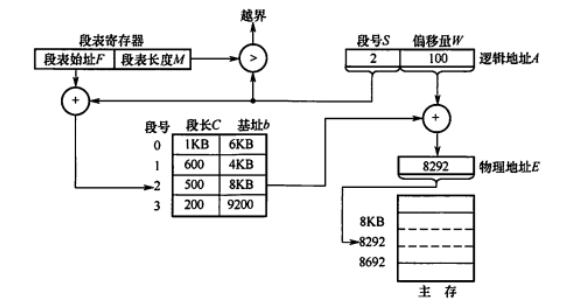 越界
段表寄存器
段表始址F 段表长度M
>
段号S 偏移量W
2 100 逻辑地址A
+
+
段号 段长C 基址b
0 1KB 6KB
1 600 4KB
2 500 8KB
3 200 9200
8292 物理地址E
8KB
8292
8692
主 存